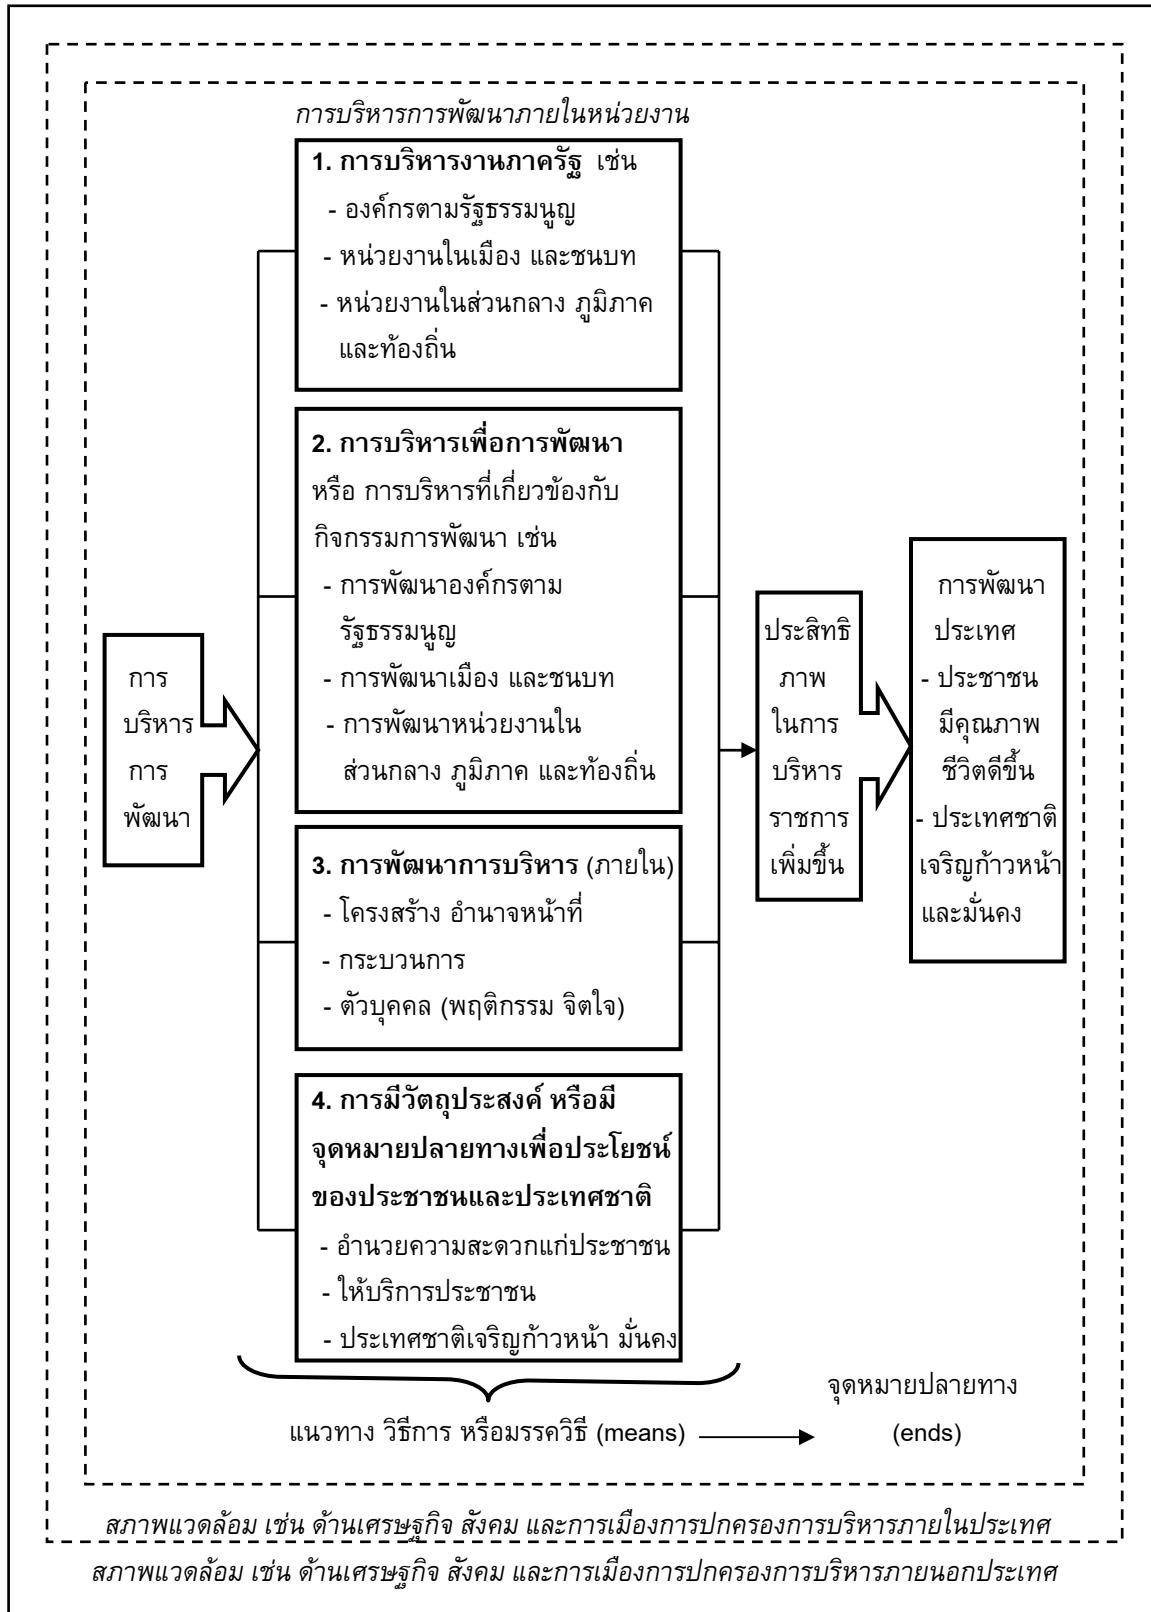 การบริหารการพัฒนาภายในหน่วยงาน
1. การบริหารงานภาครัฐ เช่น
- องค์กรตามรัฐธรรมนูญ
- หน่วยงานในเมือง และชนบท
- หน่วยงานในส่วนกลาง ภูมิภาค
และท้องถิ่น
2. การบริหารเพื่อการพัฒนา
หรือ การบริหารที่เกี่ยวข้องกับ
กิจกรรมการพัฒนา เช่น
- การพัฒนาองค์กรตาม
รัฐธรรมนูญ
- การพัฒนาเมือง และชนบท
- การพัฒนาหน่วยงานใน
ส่วนกลาง ภูมิภาค และท้องถิ่น
3. การพัฒนาการบริหาร (ภายใน)
- โครงสร้าง อำนาจหน้าที่
- กระบวนการ
- ตัวบุคคล (พฤติกรรม จิตใจ)
4. การมีวัตถุประสงค์ หรือมี
จุดหมายปลายทางเพื่อประโยชน์
ของประชาชนและประเทศชาติ
- อำนวยความสะดวกแก่ประชาชน
- ให้บริการประชาชน
- ประเทศชาติเจริญก้าวหน้า มั่นคง
การ
บริหาร
การ
พัฒนา
ประสิทธิ
ภาพ
ในการ
บริหาร
ราชการ
เพิ่มขึ้น
การพัฒนา
ประเทศ
- ประชาชน
มีคุณภาพ
ชีวิตดีขึ้น
- ประเทศชาติ
เจริญก้าวหน้า
และมั่นคง
แนวทาง วิธีการ หรือมรรควิธี (means)
จุดหมายปลายทาง
(ends)
สภาพแวดล้อม เช่น ด้านเศรษฐกิจ สังคม และการเมืองการปกครองการบริหารภายในประเทศ
สภาพแวดล้อม เช่น ด้านเศรษฐกิจ สังคม และการเมืองการปกครองการบริหารภายนอกประเทศ